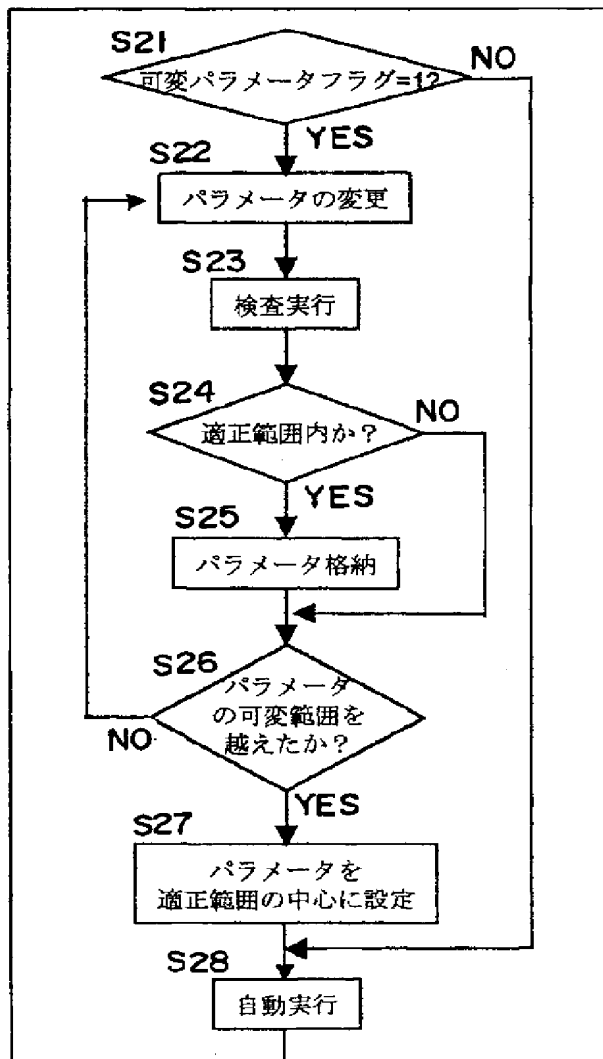 S21
可変パラメータフラグ=1?
NO
YES
S22
パラメータの変更
S23
検査実行
S24
適正範囲内か?
NO
YES
S25
パラメータ格納
S26
パラメータ
の可変範囲を
越えたか?
NO
YES
S27
パラメータを
適正範囲の中心に設定
S28
自動実行